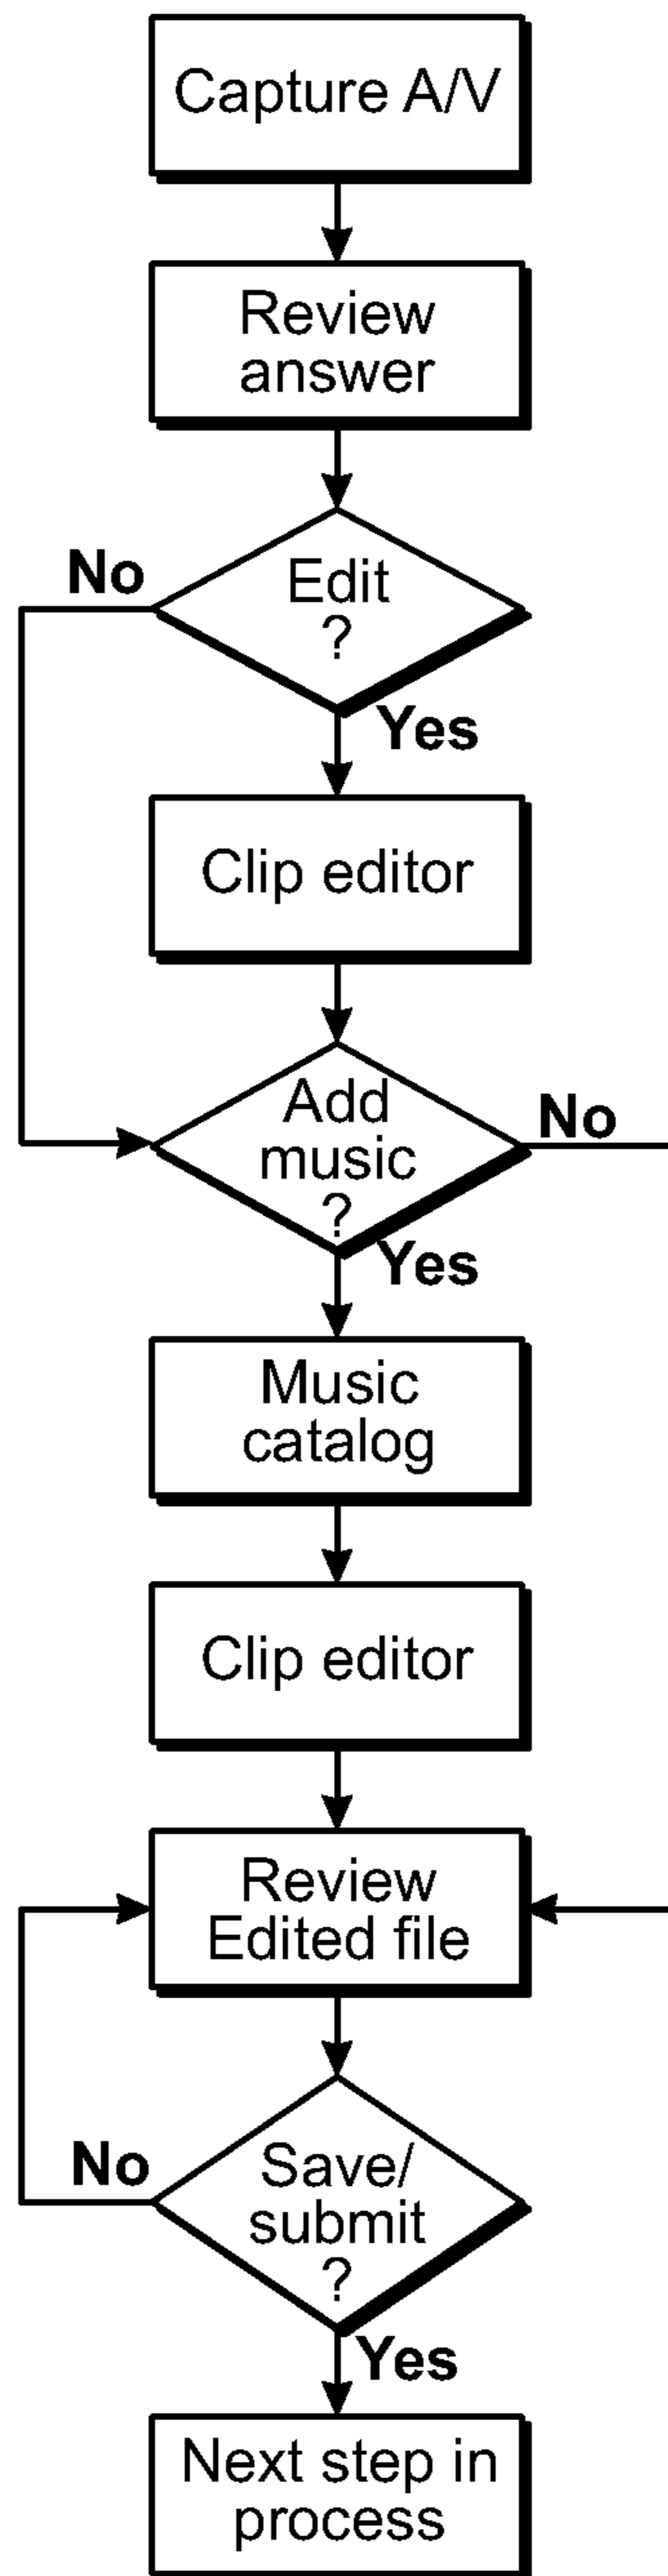 Capture A/V
Review
answer
Edit
?
No
Yes
Clip editor
Add
music
?
No
Yes
Music
catalog
Clip editor
Review
Edited file
Save/
submit
?
No
Yes
Next step in
process